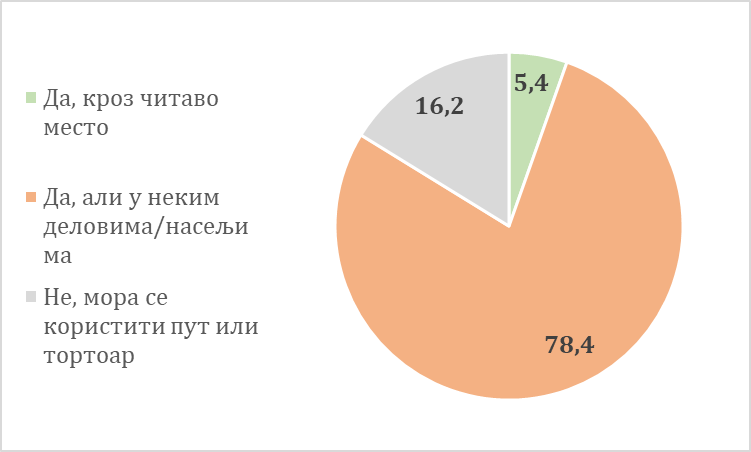 Да, кроз читаво
место
Да, али у неким
деловима/насељи
ма
Не, мора се
користити пут или
тортоар
5,4
16,2
78,4